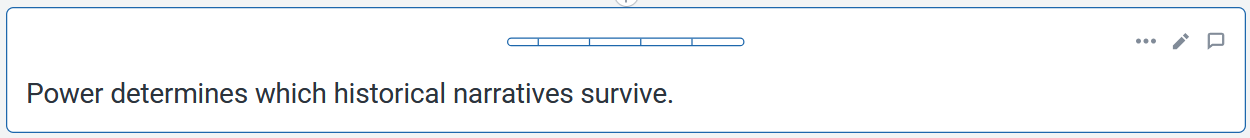 Power determines which historical narratives survive.